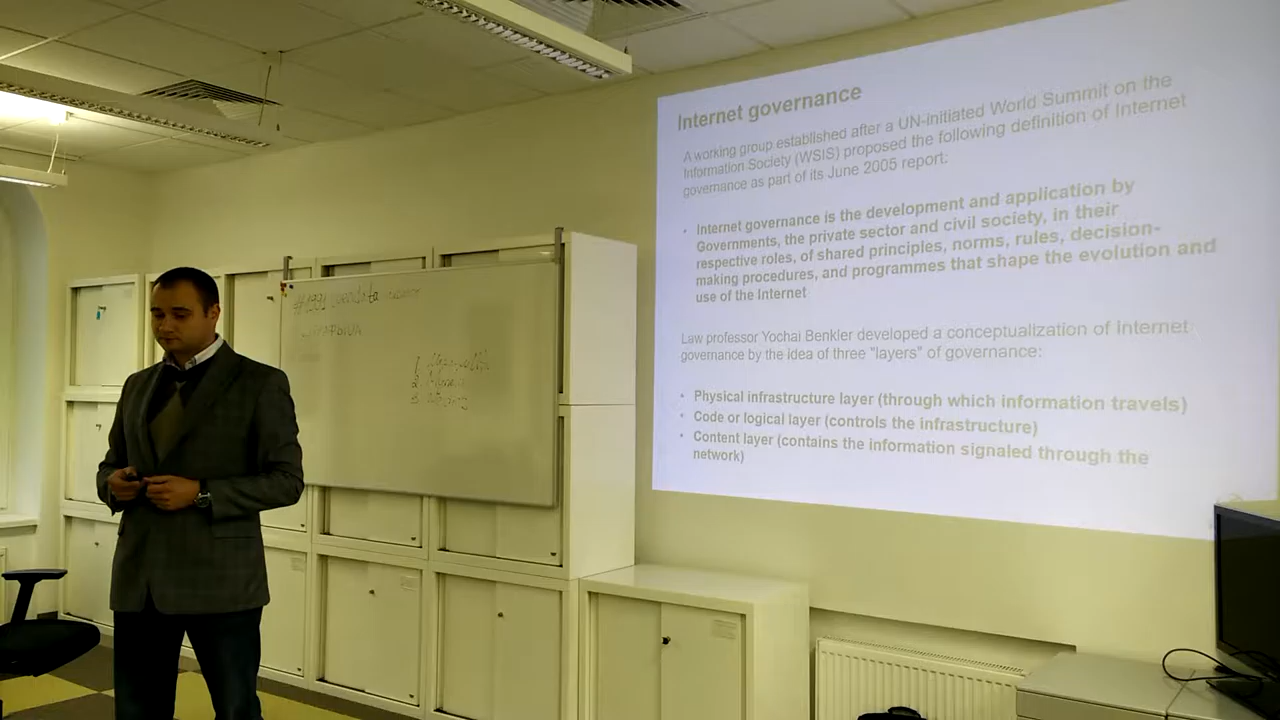 Internet governance
A working group established after a UN-initiated World Summit on the
Information Society (WSIS) proposed the following definition of Internet
governance as part of its June 2005 report:
• Internet governance is the development and application by
Governments, the private sector and civil society, in their
respective roles, of shared principles, norms, rules, decision-
making procedures, and programmes that shape the evolution and
use of the Internet
Law professor Yochai Benkler developed a conceptualization of Internet
governance by the idea of three "layers" of governance:
• Physical infrastructure layer (through which information travels)
• Code or logical layer (controls the infrastructure)
• Content layer (contains the information signaled through the
network)
#1991
1
2
3